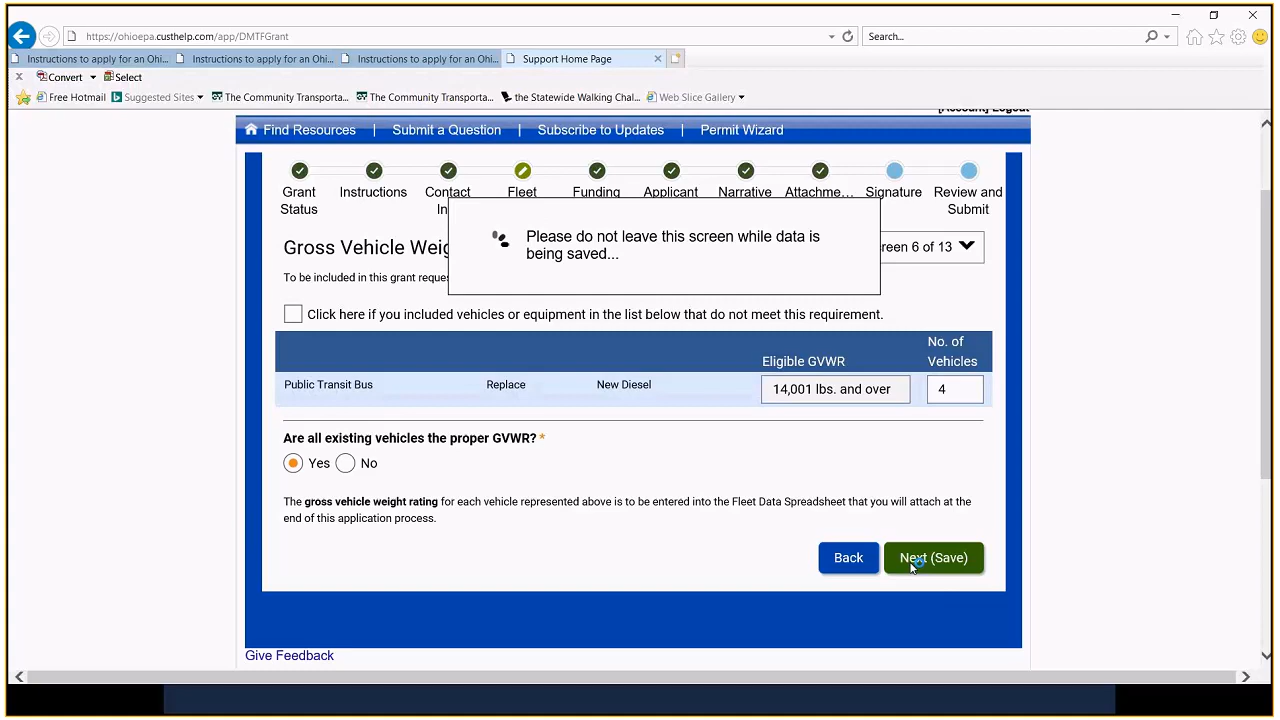 https://ohioepa.custhelp.com/app/DMTFGrant
Search...
Instructions to apply for an Ohi...
Instructions to apply for an Ohi...
Instructions to apply for an Ohi...
Support Home Page
Convert
Select
Free Hotmail
Suggested Sites
The Community Transporta...
The Community Transporta...
the Statewide Walking Chal...
Web Slice Gallery
[Account] Logout
Find Resources | Submit a Question | Subscribe to Updates | Permit Wizard
Grant Status
Instructions
Contact In
Fleet
Funding
Applicant
Narrative
Attachme...
Signature
Review and Submit
Please do not leave this screen while data is
being saved...
Gross Vehicle Weig
reen 6 of 13
To be included in this grant reque
Click here if you included vehicles or equipment in the list below that do not meet this requirement.
Eligible GVWR
No. of
Vehicles
Public Transit Bus Replace New Diesel 14,001 lbs. and over 4
Are all existing vehicles the proper GVWR? *
Yes No
The gross vehicle weight rating for each vehicle represented above is to be entered into the Fleet Data Spreadsheet that you will attach at the
end of this application process.
Back
Next (Save)
Give Feedback